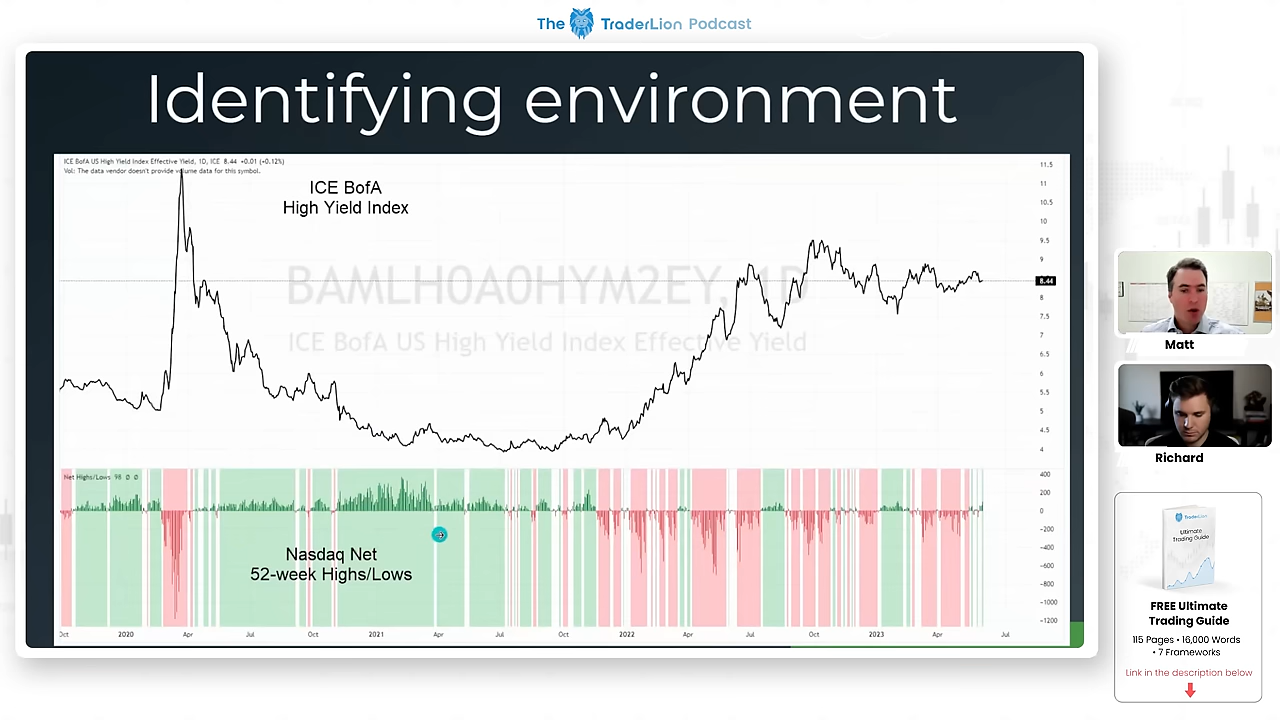 The TraderLion Podcast
Identifying environment
ICE BofA US High Yield Index Effective Yield, 1D, ICE 8.44 +0.01 (+0.12%)
Vol: The data vendor doesn't provide volume data for this symbol.
ICE BofA
High Yield Index
BAMLH0A0HYM2EY, 1D
ICE BofA US High Yield Index Effective Yield
11.5
11
10.5
10
9.5
9
8.44
8
7.5
7
6.5
6
5.5
5
4.5
4
Net Highs/Lows 98 0 0
Nasdaq Net
52-week Highs/Lows
400
200
0
-200
-400
-600
-800
-1000
-1200
Oct 2020 Apr Jul Oct 2021 Apr Jul Oct 2022 Apr Jul Oct 2023 Apr Jul
Matt
Richard
TraderLion
Ultimate
Trading Guide
FREE Ultimate
Trading Guide
115 Pages • 16,000 Words
• 7 Frameworks
Link in the description below